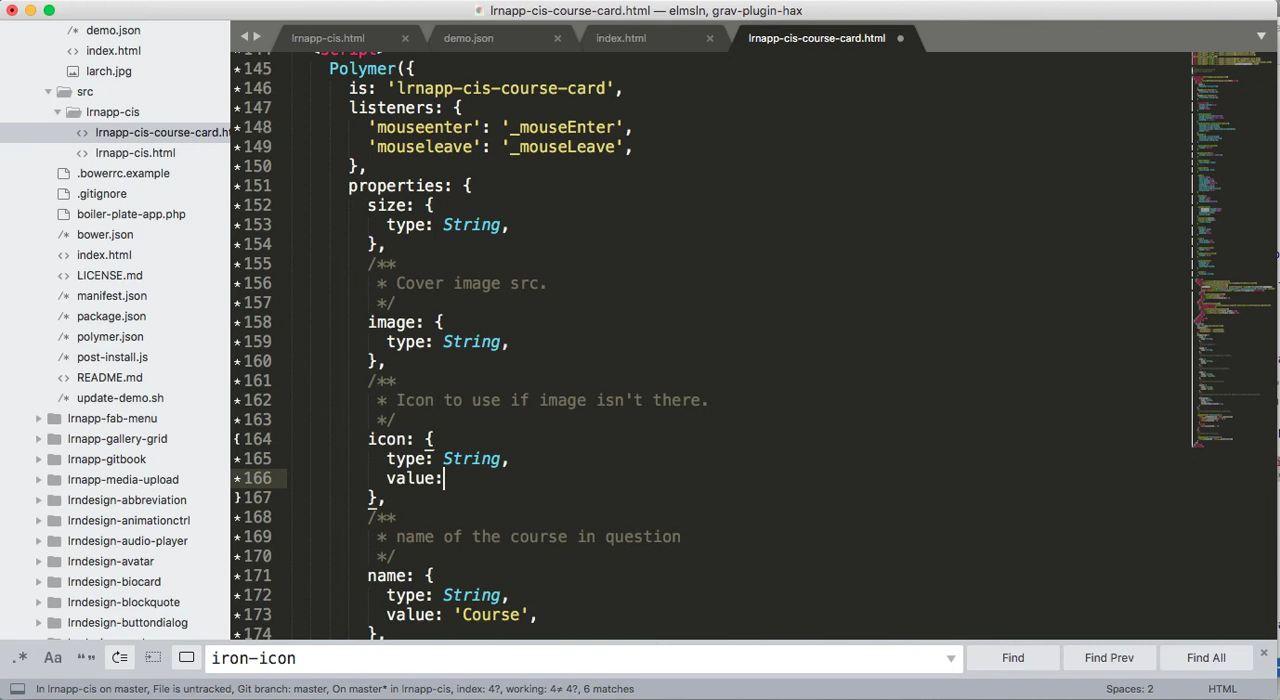 lrnapp-cis-course-card.html — elmsln, grav-plugin-hax
lrnapp-cis.html ×
demo.json ×
index.html ×
lrnapp-cis-course-card.html
/* demo.json
<> index.html
larch.jpg
src
lrnapp-cis
<> lrnapp-cis-course-card.h
<> lrnapp-cis.html
.bowerrc.example
.gitignore
boiler-plate-app.php
/* bower.json
<> index.html
<> LICENSE.md
/* manifest.json
/* package.json
/* polymer.json
/* post-install.js
<> README.md
/* update-demo.sh
lrnapp-fab-menu
lrnapp-gallery-grid
lrnapp-gitbook
lrnapp-media-upload
lrndesign-abbreviation
lrndesign-animationctrl
lrndesign-audio-player
lrndesign-avatar
lrndesign-biocard
lrndesign-blockquote
lrndesign-buttondialog
*145 Polymer({
*146 is: 'lrnapp-cis-course-card',
*147 listeners: {
*148 'mouseenter': '_mouseEnter',
*149 'mouseleave': '_mouseLeave',
*150 },
*151 properties: {
*152 size: {
*153 type: String,
*154 },
*155 /**
*156 * Cover image src.
*157 */
*158 image: {
*159 type: String,
*160 },
*161 /**
*162 * Icon to use if image isn't there.
*163 */
{164 icon: {
*165 type: String,
*166 value:
}167 },
*168 /**
*169 * name of the course in question
*170 */
*171 name: {
*172 type: String,
*173 value: 'Course',
*174 },
.* Aa “” iron-icon Find Find Prev Find All ×
In lrnapp-cis on master, File is untracked, Git branch: master, On master* in lrnapp-cis, index: 4?, working: 4≠ 4?, 6 matches Spaces: 2 HTML